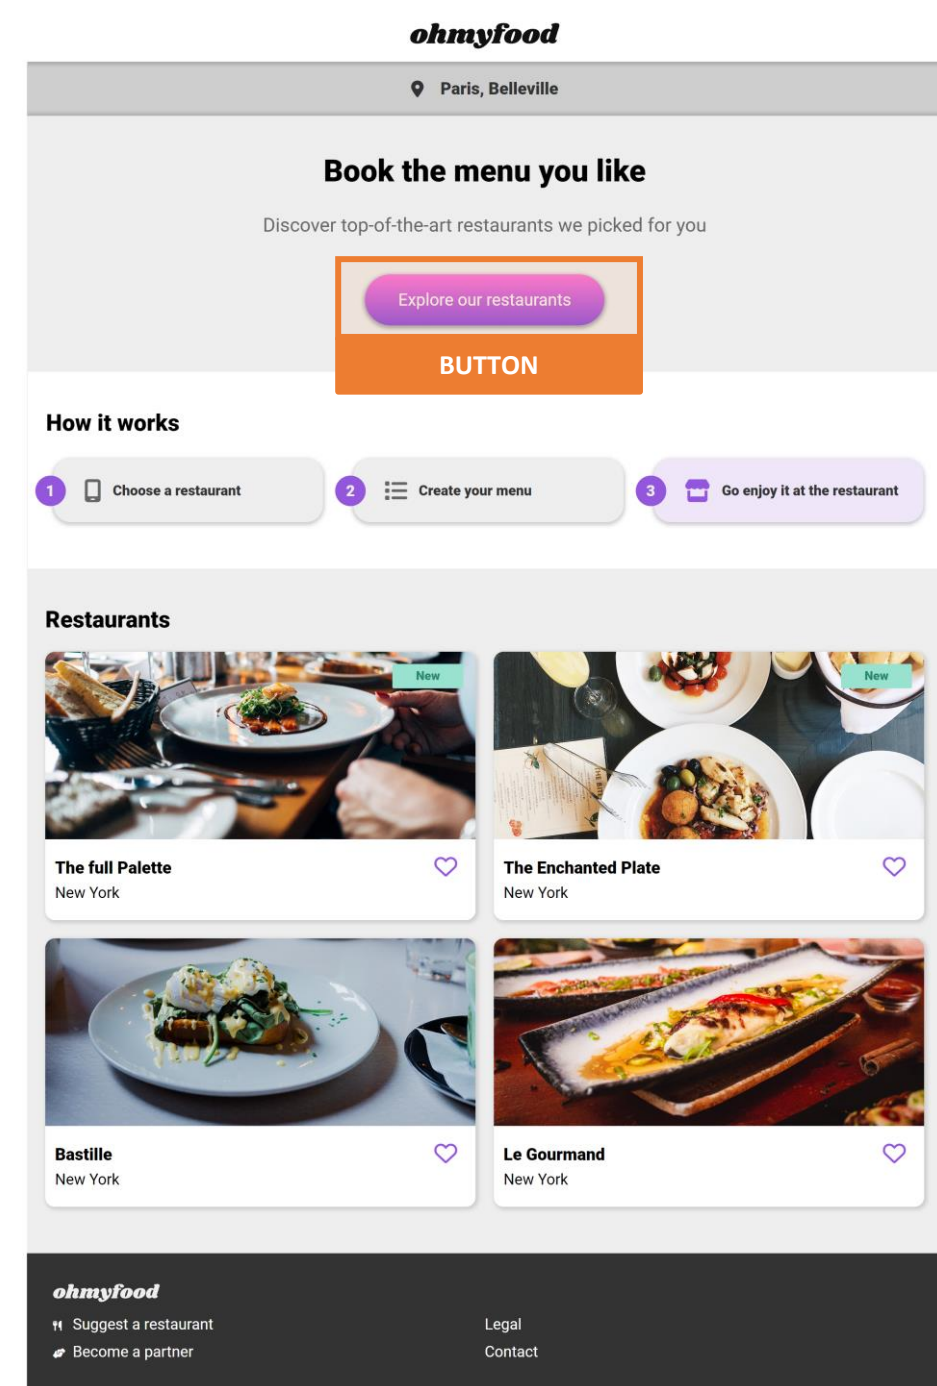 ohmyfood
Paris, Belleville
Book the menu you like
Discover top-of-the-art restaurants we picked for you
Explore our restaurants
BUTTON
How it works
1 Choose a restaurant
2 Create your menu
3 Go enjoy it at the restaurant
Restaurants
New
New
The full Palette
New York
The Enchanted Plate
New York
Bastille
New York
Le Gourmand
New York
ohmyfood
Suggest a restaurant
Become a partner
Legal
Contact